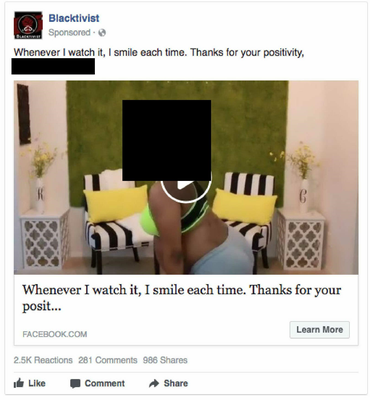 Blacktivist
Blacktivist
Sponsored ·
Whenever I watch it, I smile each time. Thanks for your positivity,
Whenever I watch it, I smile each time. Thanks for your
posit...
FACEBOOK.COM
Learn More
2.5K Reactions 281 Comments 986 Shares
Like Comment Share